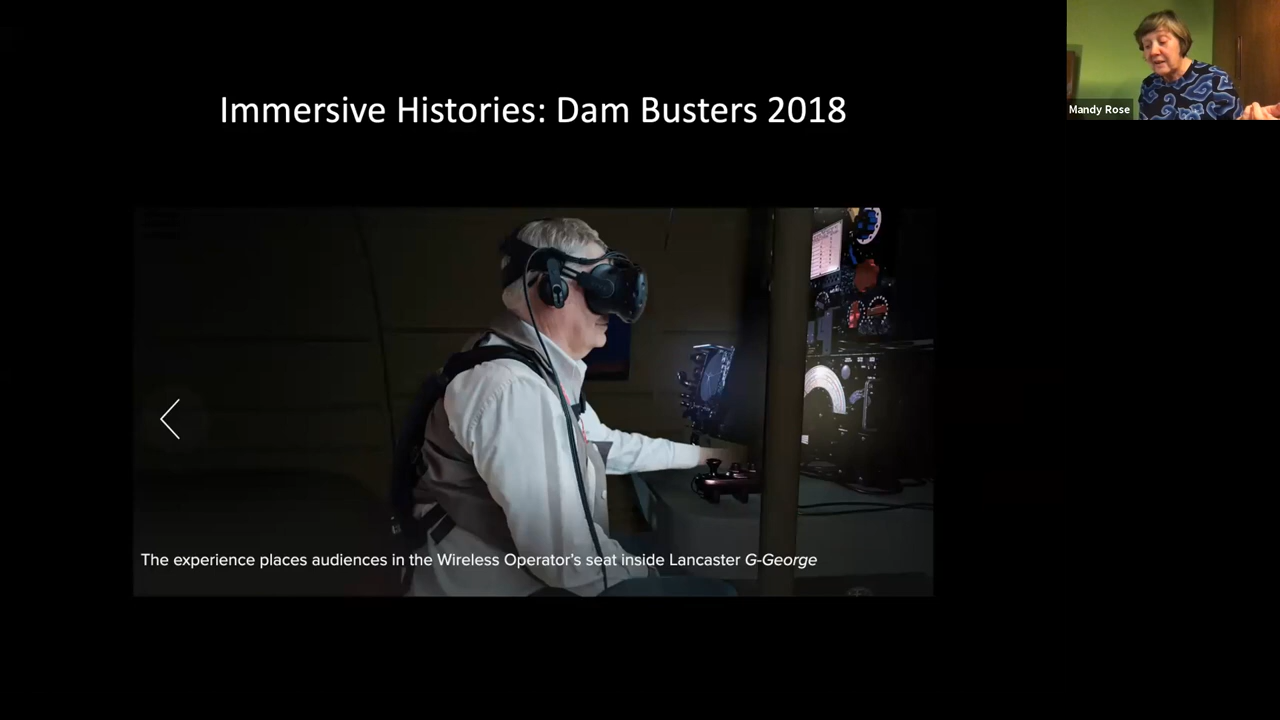 Immersive Histories: Dam Busters 2018
Mandy Rose
The experience places audiences in the Wireless Operator's seat inside Lancaster G-George